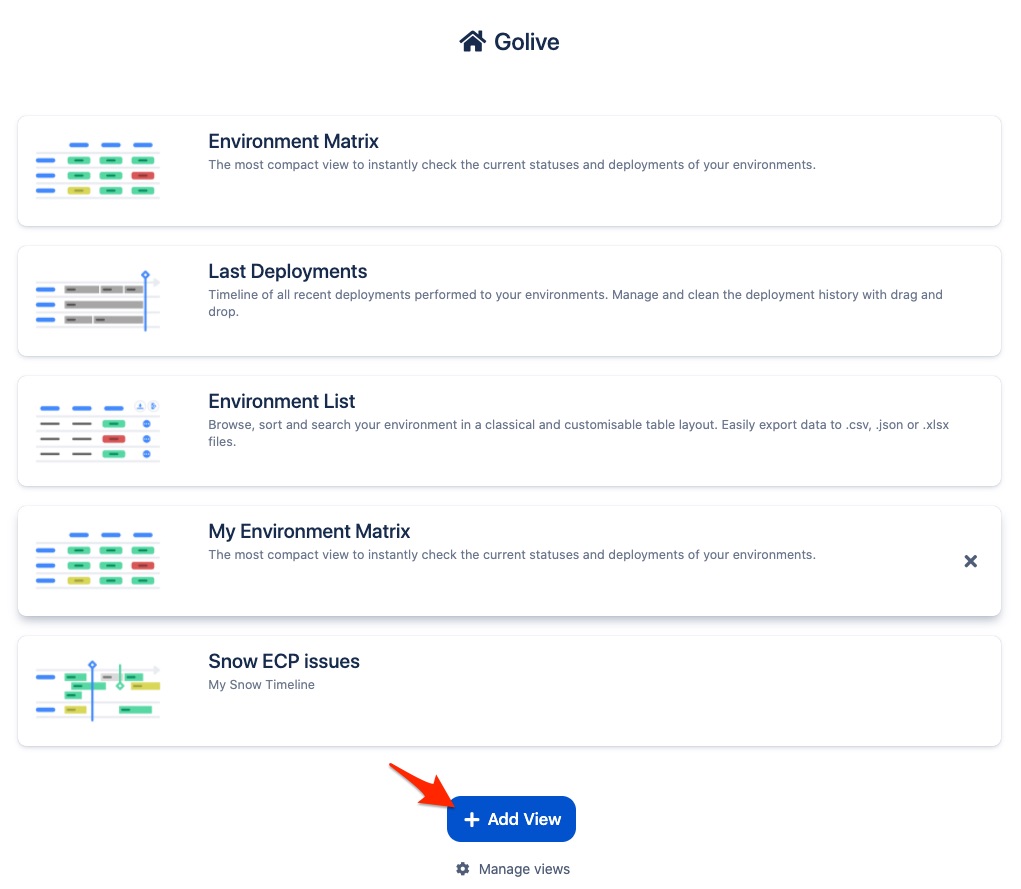 Golive
Environment Matrix
The most compact view to instantly check the current statuses and deployments of your environments.
Last Deployments
Timeline of all recent deployments performed to your environments. Manage and clean the deployment history with drag and
drop.
Environment List
Browse, sort and search your environment in a classical and customisable table layout. Easily export data to .csv, .json or .xlsx
files.
My Environment Matrix
The most compact view to instantly check the current statuses and deployments of your environments.
Snow ECP issues
My Snow Timeline
Add View
Manage views